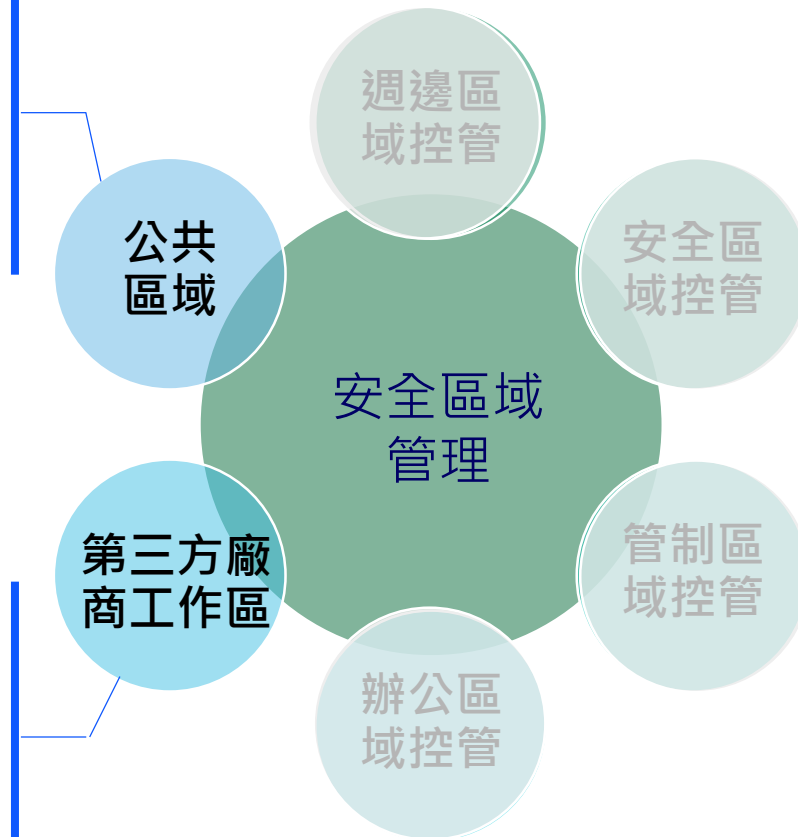 週邊區
域控管
公共
區域
安全區
域控管
安全區域
管理
第三方廠
商工作區
管制區
域控管
辦公區
域控管